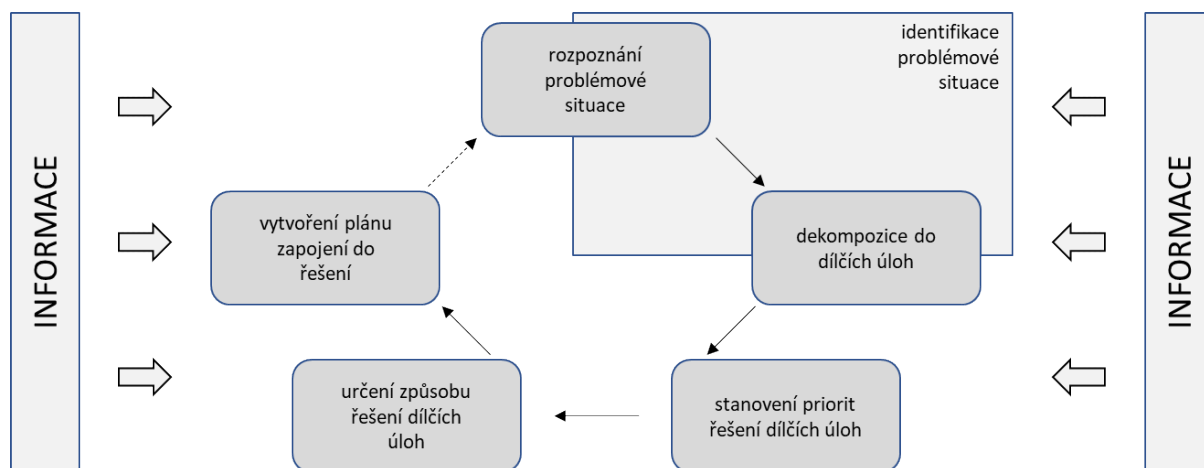 INFORMACE
rozpoznání
problémové
situace
identifikace
problémové
situace
vytvoření plánu
zapojení do
řešení
dekompozice do
dílčích úloh
určení způsobu
řešení dílčích
úloh
stanovení priorit
řešení dílčích úloh
INFORMACE